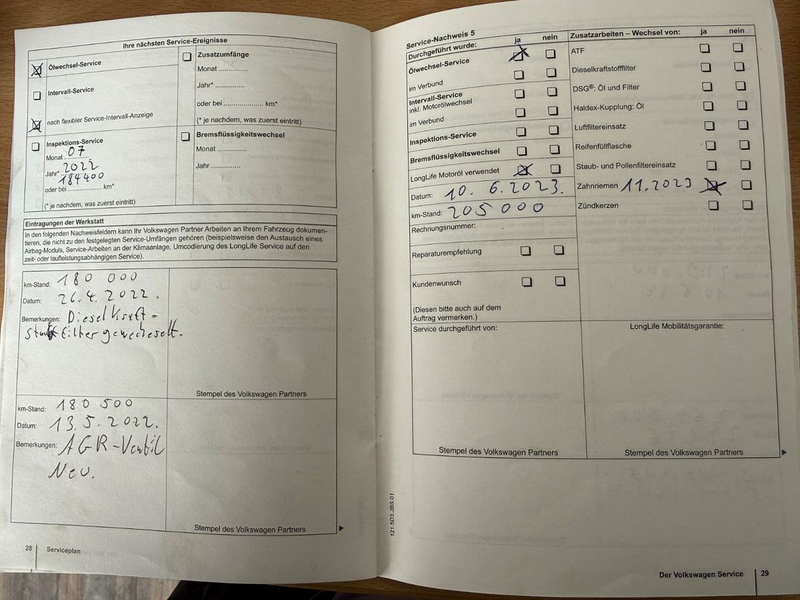 Ihre nächsten Service-Ereignisse
Ölwechsel-Service
Intervall-Service
nach flexibler Service-Intervall-Anzeige
Inspektions-Service
Monat 07
Jahr* 2022
184400
oder bei .................. km*
(* je nachdem, was zuerst eintritt)
Zusatzumfänge
Monat ..............
Jahr* ..............
oder bei .................. km*
(* je nachdem, was zuerst eintritt)
Bremsflüssigkeitswechsel
Monat ..............
Jahr ..............
Eintragungen der Werkstatt
In den folgenden Nachweisfeldern kann Ihr Volkswagen Partner Arbeiten an Ihrem Fahrzeug dokumen-
tieren, die nicht zu den festgelegten Service-Umfängen gehören (beispielsweise den Austausch eines
Airbag-Moduls, Service-Arbeiten an der Klimaanlage, Umcodierung des LongLife Service auf den
zeit- oder laufleistungsabhängigen Service).
km-Stand: 180 000
Datum: 26.4.2022.
Bemerkungen: Diesel Kraft-
filter gewechselt.
Stempel des Volkswagen Partners
km-Stand: 180 500
Datum: 13.5.2022.
Bemerkungen: AGR-Ventil
Neu.
Stempel des Volkswagen Partners
28 Serviceplan
Service-Nachweis 5
Durchgeführt wurde: ja nein
Ölwechsel-Service
im Verbund
Intervall-Service
inkl. Motorölwechsel
im Verbund
Inspektions-Service
Bremsflüssigkeitswechsel
LongLife Motoröl verwendet
Datum: 10.6.2023.
km-Stand: 205000
Rechnungsnummer:
Reparaturempfehlung
Kundenwunsch
(Diesen bitte auch auf dem
Auftrag vermerken.)
Service durchgeführt von:
Stempel des Volkswagen Partners
Zusatzarbeiten – Wechsel von: ja nein
ATF
Dieselkraftstofffilter
DSG®: Öl und Filter
Haldex-Kupplung: Öl
Luftfiltereinsatz
Reifenfüllflasche
Staub- und Pollenfiltereinsatz
Zahnriemen 11.2023
Zündkerzen
LongLife Mobilitätsgarantie:
Stempel des Volkswagen Partners
Der Volkswagen Service 29